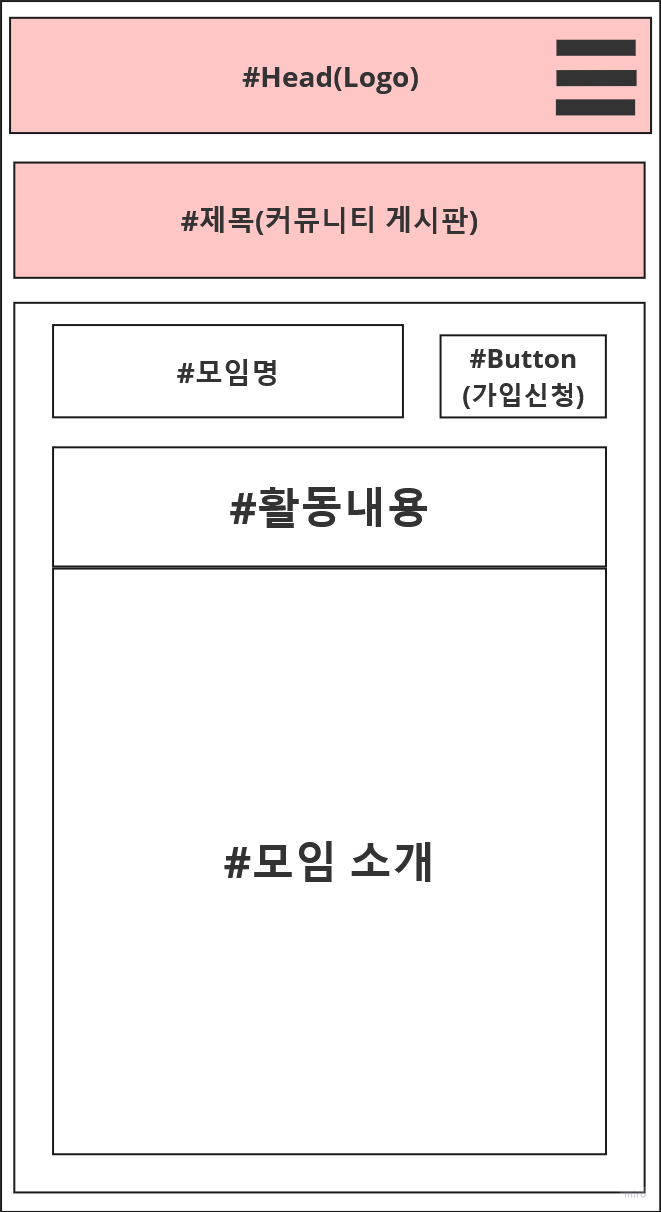 #Head(Logo)
#제목(커뮤니티 게시판)
#모임명
#Button
(가입신청)
#활동내용
#모임 소개
miro